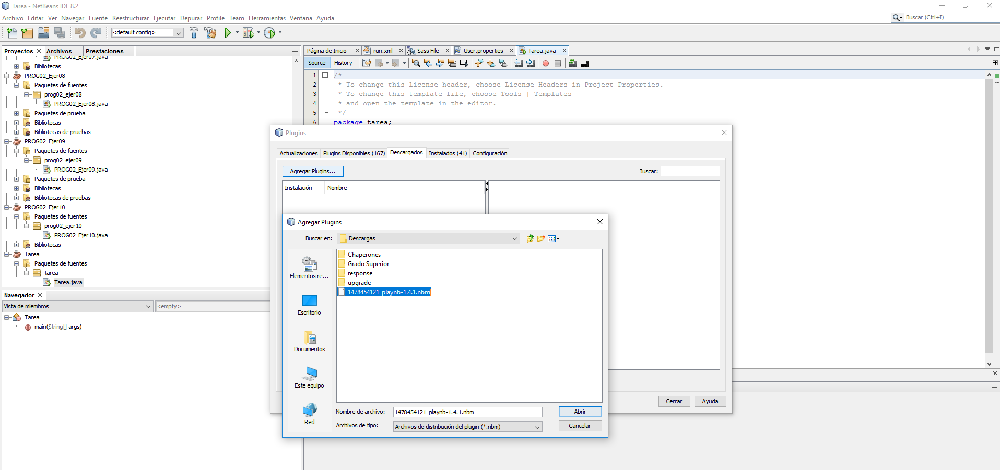 Tarea - NetBeans IDE 8.2
Archivo Editar Ver Navegar Fuente Reestructurar Ejecutar Depurar Profile Team Herramientas Ventana Ayuda
Buscar (Ctrl+I)
<default config>
Proyectos Archivos Prestaciones
PROG02_Ejer07.java
Bibliotecas
PROG02_Ejer08
Paquetes de fuentes
prog02_ejer08
PROG02_Ejer08.java
Paquetes de prueba
Bibliotecas
Bibliotecas de pruebas
PROG02_Ejer09
Paquetes de fuentes
prog02_ejer09
PROG02_Ejer09.java
Paquetes de prueba
Bibliotecas
Bibliotecas de pruebas
PROG02_Ejer10
Paquetes de fuentes
prog02_ejer10
PROG02_Ejer10.java
Bibliotecas
Tarea
Paquetes de fuentes
tarea
Tarea.java
Navegador
Vista de miembros <empty>
Tarea
main(String[] args)
Página de Inicio run.xml Sass File User.properties Tarea.java
Source History
1 /*
2 * To change this license header, choose License Headers in Project Properties.
3 * To change this template file, choose Tools | Templates
4 * and open the template in the editor.
5 */
6 package tarea;
Plugins
Actualizaciones Plugins Disponibles (167) Descargados Instalados (41) Configuración
Agregar Plugins... Buscar:
Instalación Nombre
Agregar Plugins
Buscar en: Descargas
Elementos re...
Escritorio
Documentos
Este equipo
Red
Chaperones
Grado Superior
response
upgrade
1478454121_playnb-1.4.1.nbm
Nombre de archivo: 1478454121_playnb-1.4.1.nbm Abrir
Archivos de tipo: Archivos de distribución del plugin (*.nbm) Cancelar
Cerrar Ayuda